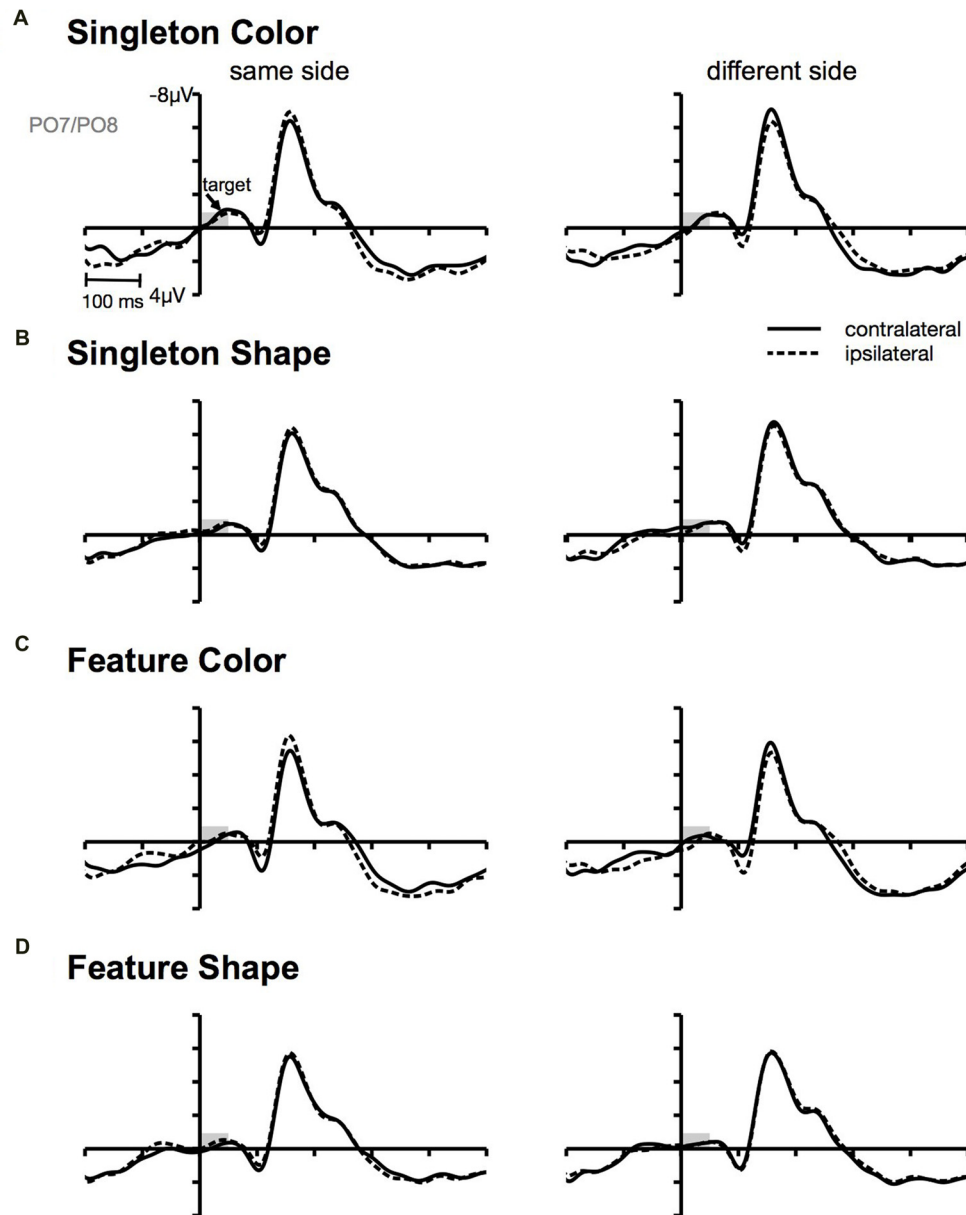 A
Singleton Color
same side
different side
-8µV
PO7/PO8
target
100 ms
4µV
contralateral
ipsilateral
B
Singleton Shape
C
Feature Color
D
Feature Shape